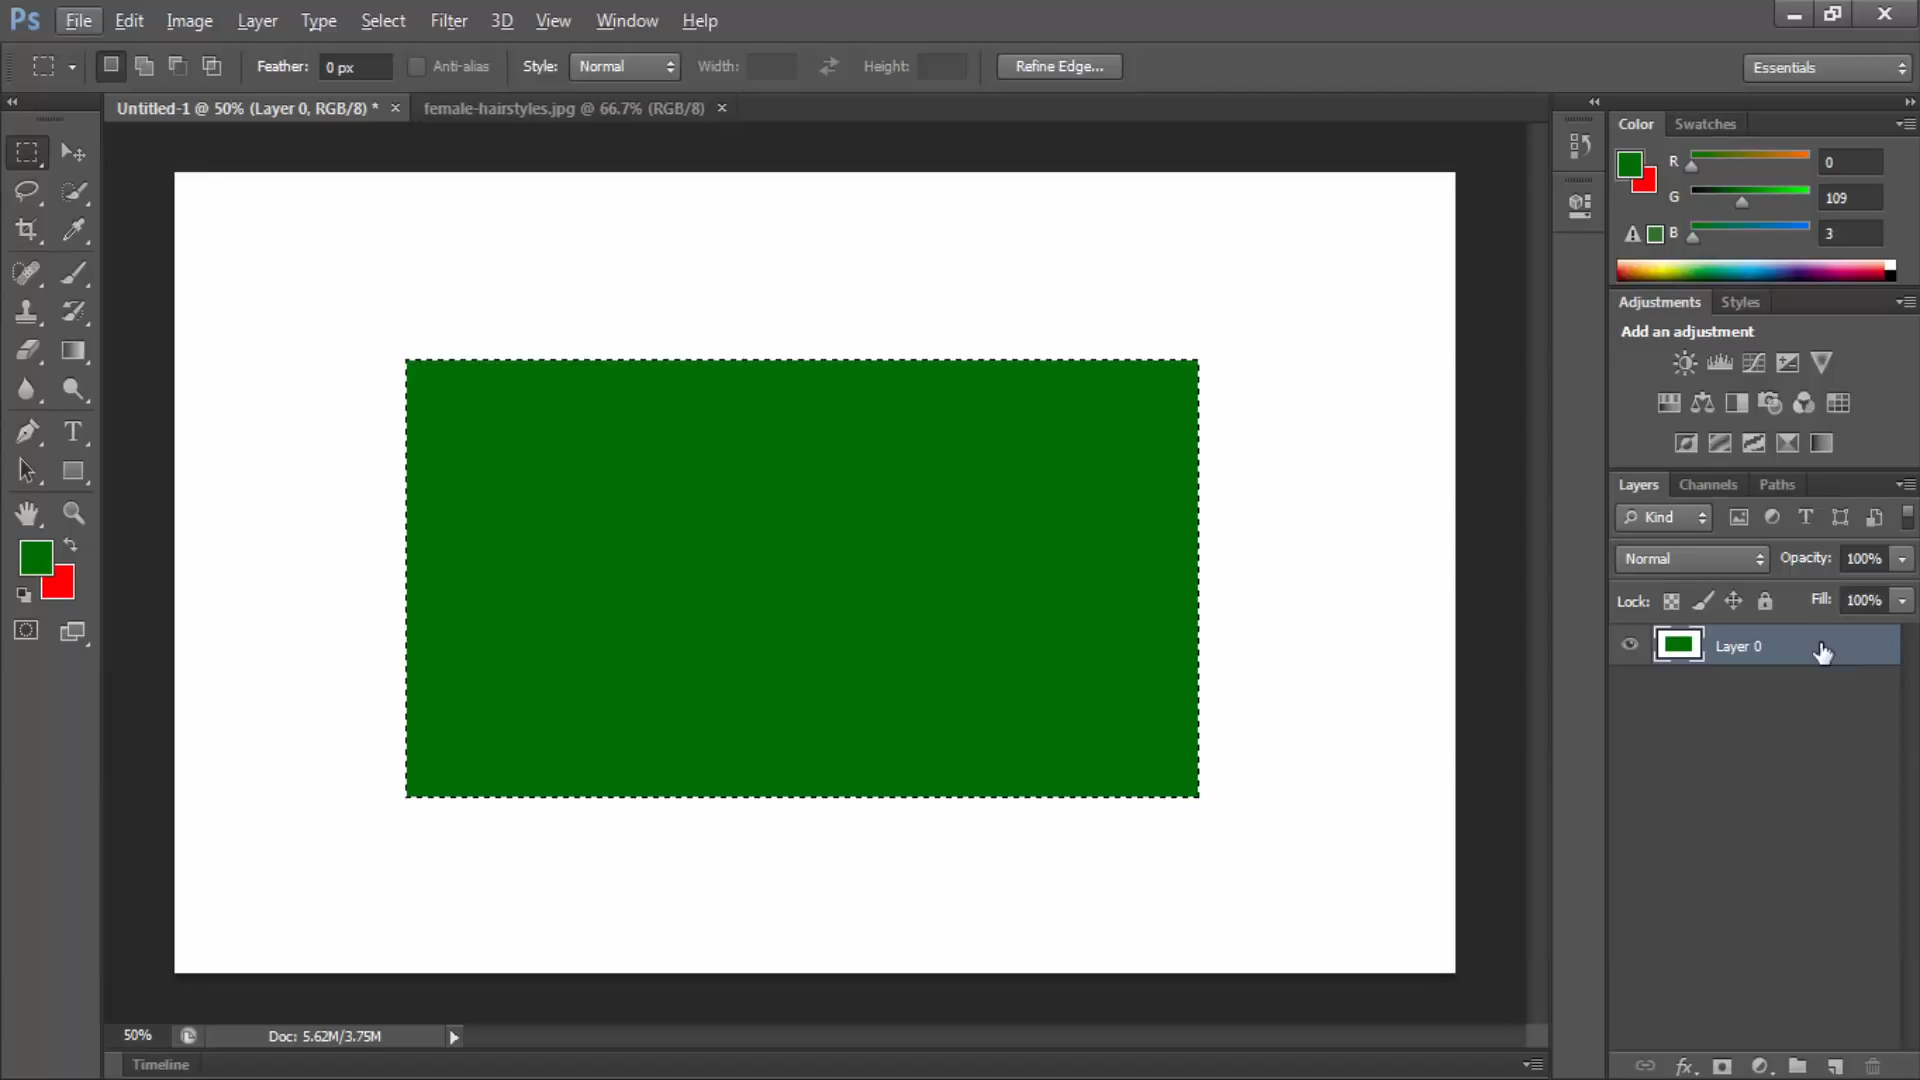 Ps File Edit Image Layer Type Select Filter 3D View Window Help
Feather: 0 px Anti-alias Style: Normal Width: Height: Refine Edge... Essentials
Untitled-1 @ 50% (Layer 0, RGB/8) * × female-hairstyles.jpg @ 66.7% (RGB/8) ×
Color Swatches
R 0
G 109
B 3
Adjustments Styles
Add an adjustment
Layers Channels Paths
Kind
Normal Opacity: 100%
Lock: Fill: 100%
Layer 0
50% Doc: 5.62M/3.75M
Timeline
fx